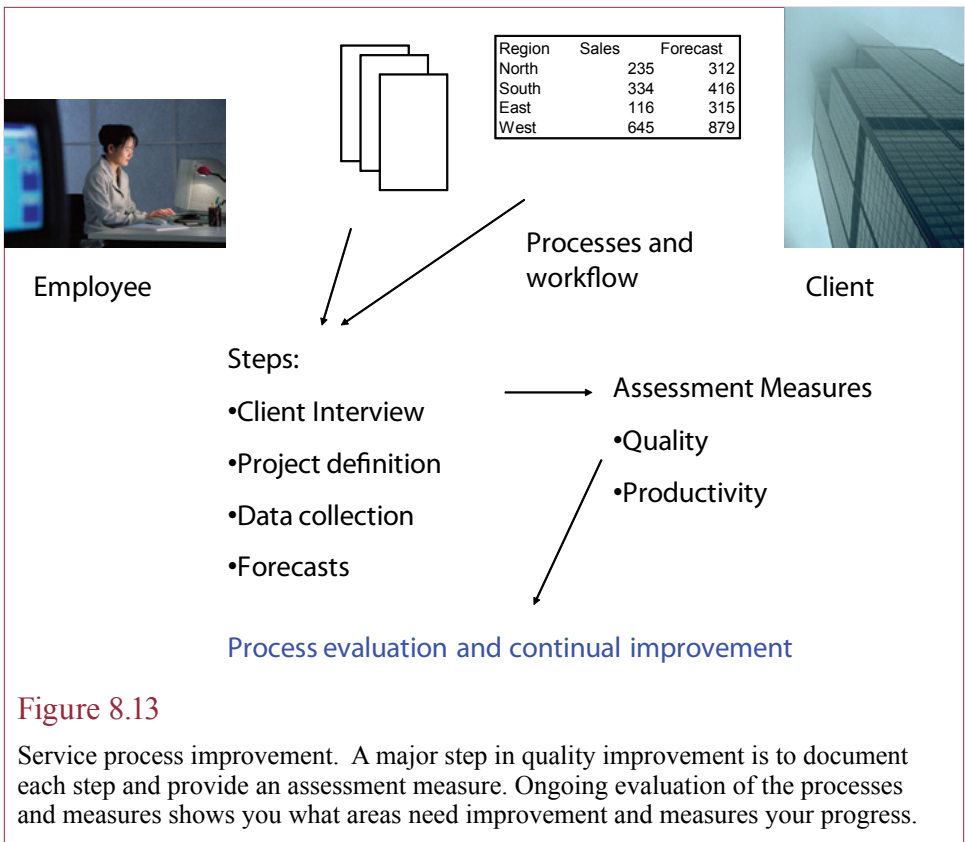 Region Sales Forecast
North 235 312
South 334 416
East 116 315
West 645 879
Processes and
workflow
Employee
Client
Steps:
•Client Interview
•Project definition
•Data collection
•Forecasts
Assessment Measures
•Quality
•Productivity
Process evaluation and continual improvement
Figure 8.13
Service process improvement. A major step in quality improvement is to document
each step and provide an assessment measure. Ongoing evaluation of the processes
and measures shows you what areas need improvement and measures your progress.